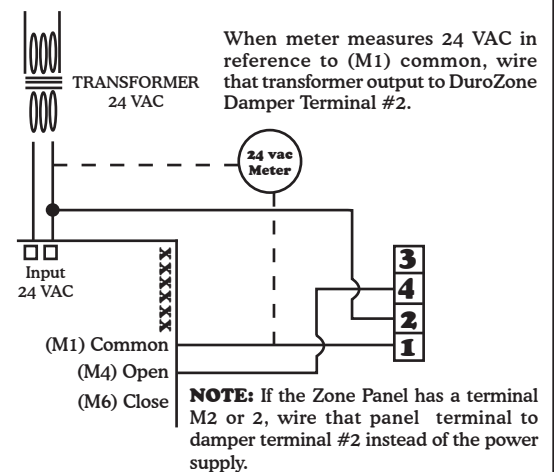 When meter measures 24 VAC in
reference to (M1) common, wire
that transformer output to DuroZone
Damper Terminal #2.
TRANSFORMER
24 VAC
24 vac
Meter
Input
24 VAC
XXXXXXX
3
4
2
1
(M1) Common
(M4) Open
(M6) Close
NOTE: If the Zone Panel has a terminal
M2 or 2, wire that panel terminal to
damper terminal #2 instead of the power
supply.